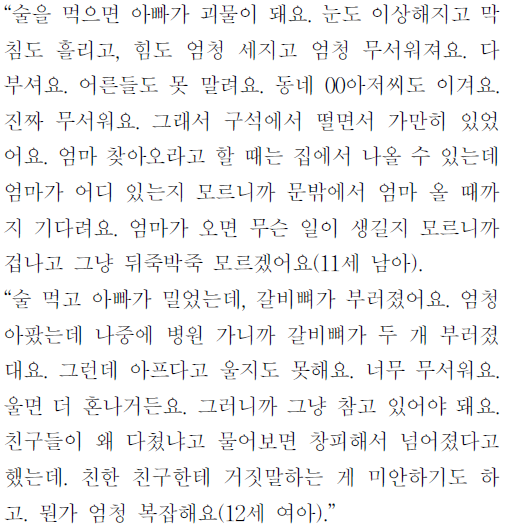 “술을 먹으면 아빠가 괴물이 돼요. 눈도 이상해지고 막
침도 흘리고, 힘도 엄청 세지고 엄청 무서워져요. 다
부셔요. 어른들도 못 말려요. 동네 00아저씨도 이겨요.
진짜 무서워요. 그래서 구석에서 떨면서 가만히 있었
어요. 엄마 찾아오라고 할 때는 집에서 나올 수 있는데
엄마가 어디 있는지 모르니까 문밖에서 엄마 올 때까
지 기다려요. 엄마가 오면 무슨 일이 생길지 모르니까
겁나고 그냥 뒤죽박죽 모르겠어요(11세 남아).
“술 먹고 아빠가 밀었는데, 갈비뼈가 부러졌어요. 엄청
아팠는데 나중에 병원 가니까 갈비뼈가 두 개 부러졌
대요. 그런데 아프다고 울지도 못해요. 너무 무서워요.
울면 더 혼나거든요. 그러니까 그냥 참고 있어야 돼요.
친구들이 왜 다쳤냐고 물어보면 창피해서 넘어졌다고
했는데. 친한 친구한테 거짓말하는 게 미안하기도 하
고. 뭔가 엄청 복잡해요(12세 여아).”